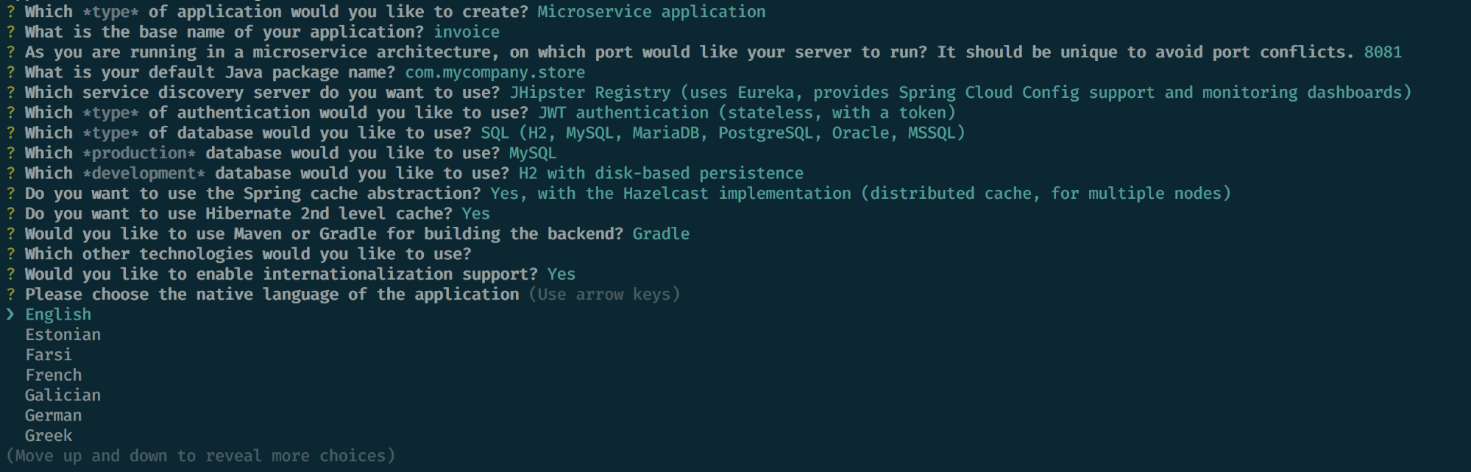 ? Which *type* of application would you like to create? Microservice application
? What is the base name of your application? invoice
? As you are running in a microservice architecture, on which port would like your server to run? It should be unique to avoid port conflicts. 8081
? What is your default Java package name? com.mycompany.store
? Which service discovery server do you want to use? JHipster Registry (uses Eureka, provides Spring Cloud Config support and monitoring dashboards)
? Which *type* of authentication would you like to use? JWT authentication (stateless, with a token)
? Which *type* of database would you like to use? SQL (H2, MySQL, MariaDB, PostgreSQL, Oracle, MSSQL)
? Which *production* database would you like to use? MySQL
? Which *development* database would you like to use? H2 with disk-based persistence
? Do you want to use the Spring cache abstraction? Yes, with the Hazelcast implementation (distributed cache, for multiple nodes)
? Do you want to use Hibernate 2nd level cache? Yes
? Would you like to use Maven or Gradle for building the backend? Gradle
? Which other technologies would you like to use?
? Would you like to enable internationalization support? Yes
? Please choose the native language of the application (Use arrow keys)
❯ English
Estonian
Farsi
French
Galician
German
Greek
(Move up and down to reveal more choices)